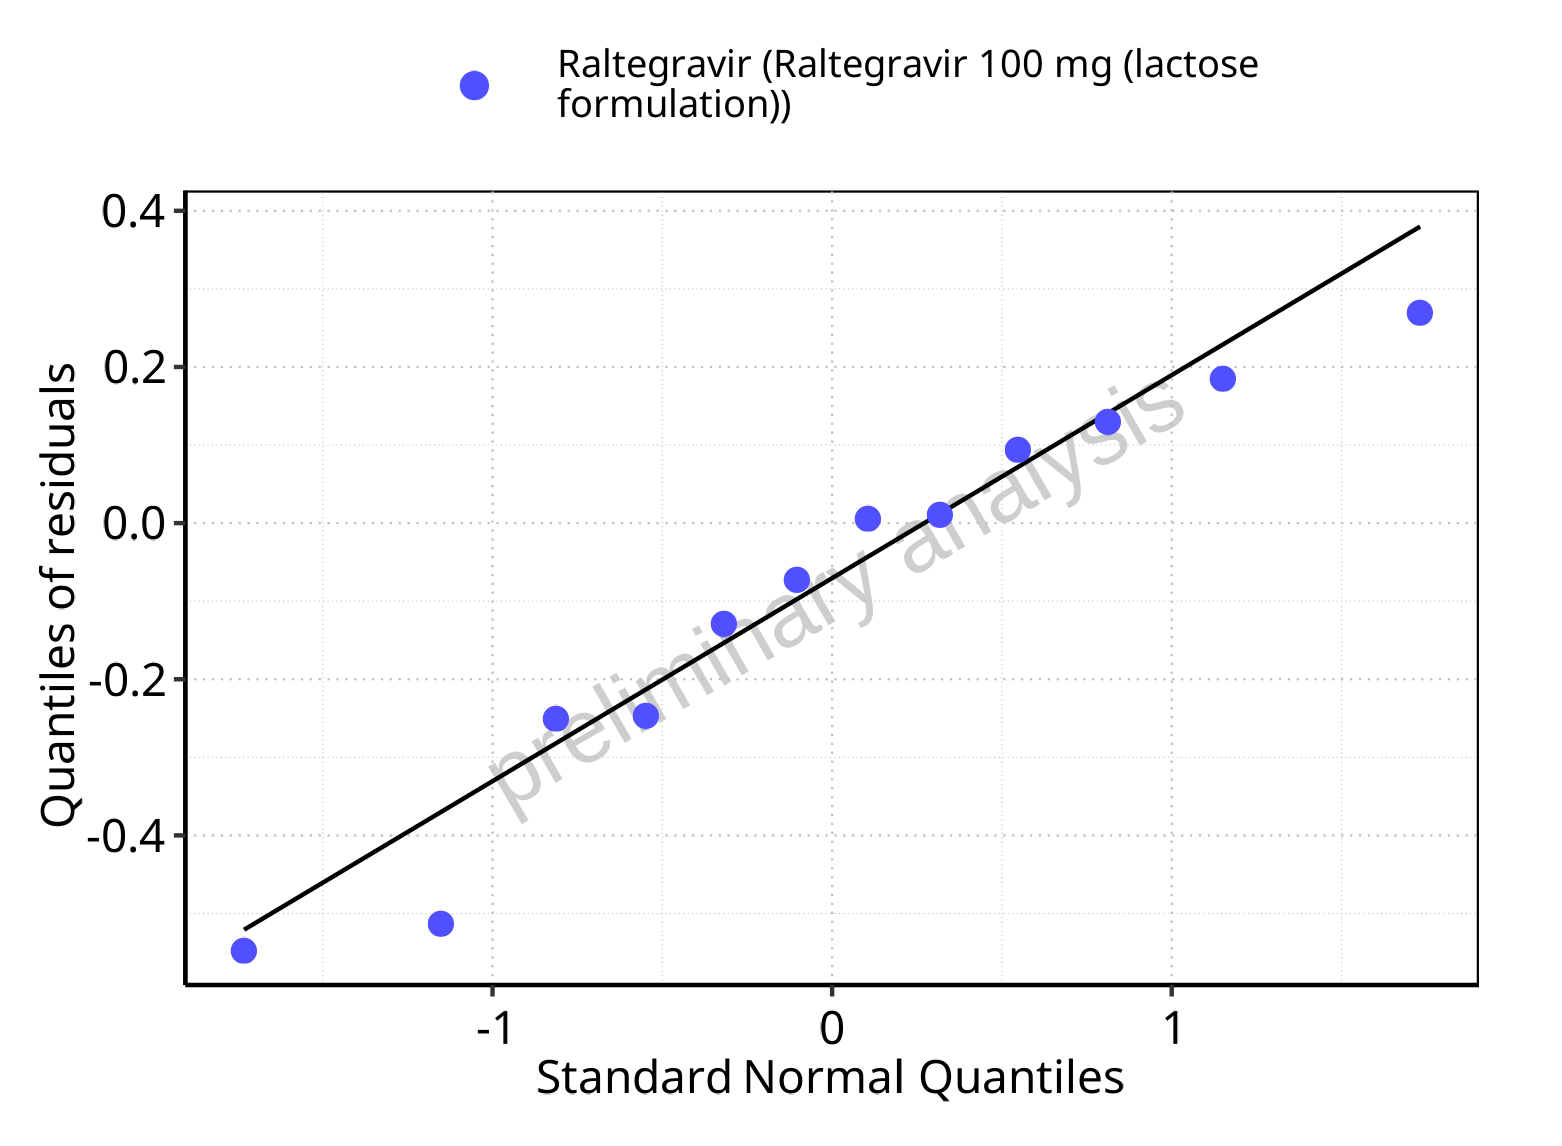 Raltegravir (Raltegravir 100 mg (lactose
formulation))
0.4
0.2
0.0
-0.2
-0.4
Quantiles of residuals
preliminary analysis
-1 0 1
Standard Normal Quantiles